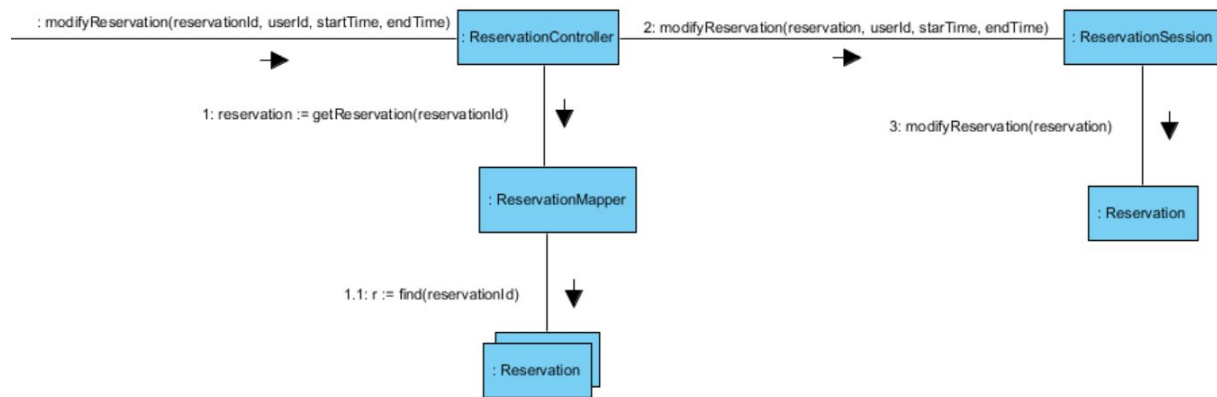 : modifyReservation(reservationId, userId, startTime, endTime)
: ReservationController
2: modifyReservation(reservation, userId, starTime, endTime)
: ReservationSession
1: reservation := getReservation(reservationId)
3: modifyReservation(reservation)
: ReservationMapper
: Reservation
1.1: r := find(reservationId)
: Reservation